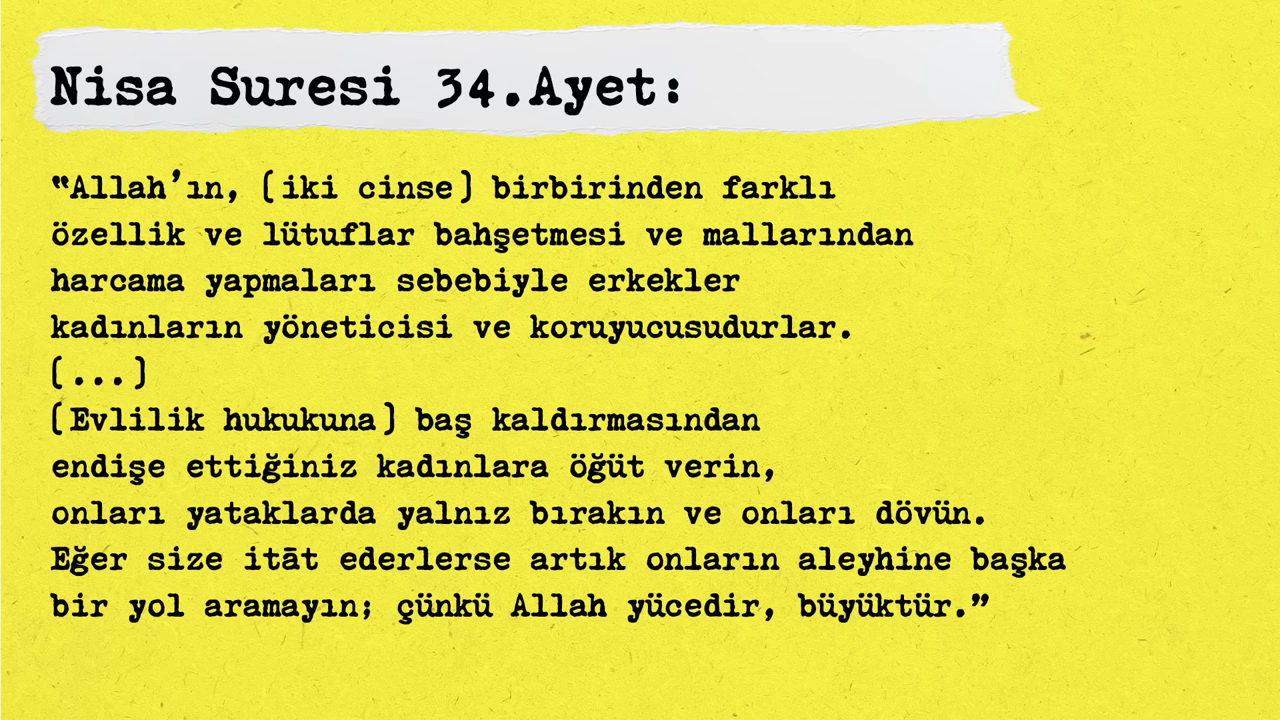 Nisa Suresi 34.Ayet:
“Allah’ın, (iki cinse) birbirinden farklı
özellik ve lütuflar bahşetmesi ve mallarından
harcama yapmaları sebebiyle erkekler
kadınların yöneticisi ve koruyucusudurlar.
(...)
(Evlilik hukukuna) baş kaldırmasından
endişe ettiğiniz kadınlara öğüt verin,
onları yataklarda yalnız bırakın ve onları dövün.
Eğer size itāt ederlerse artık onların aleyhine başka
bir yol aramayın; çünkü Allah yücedir, büyüktür.”